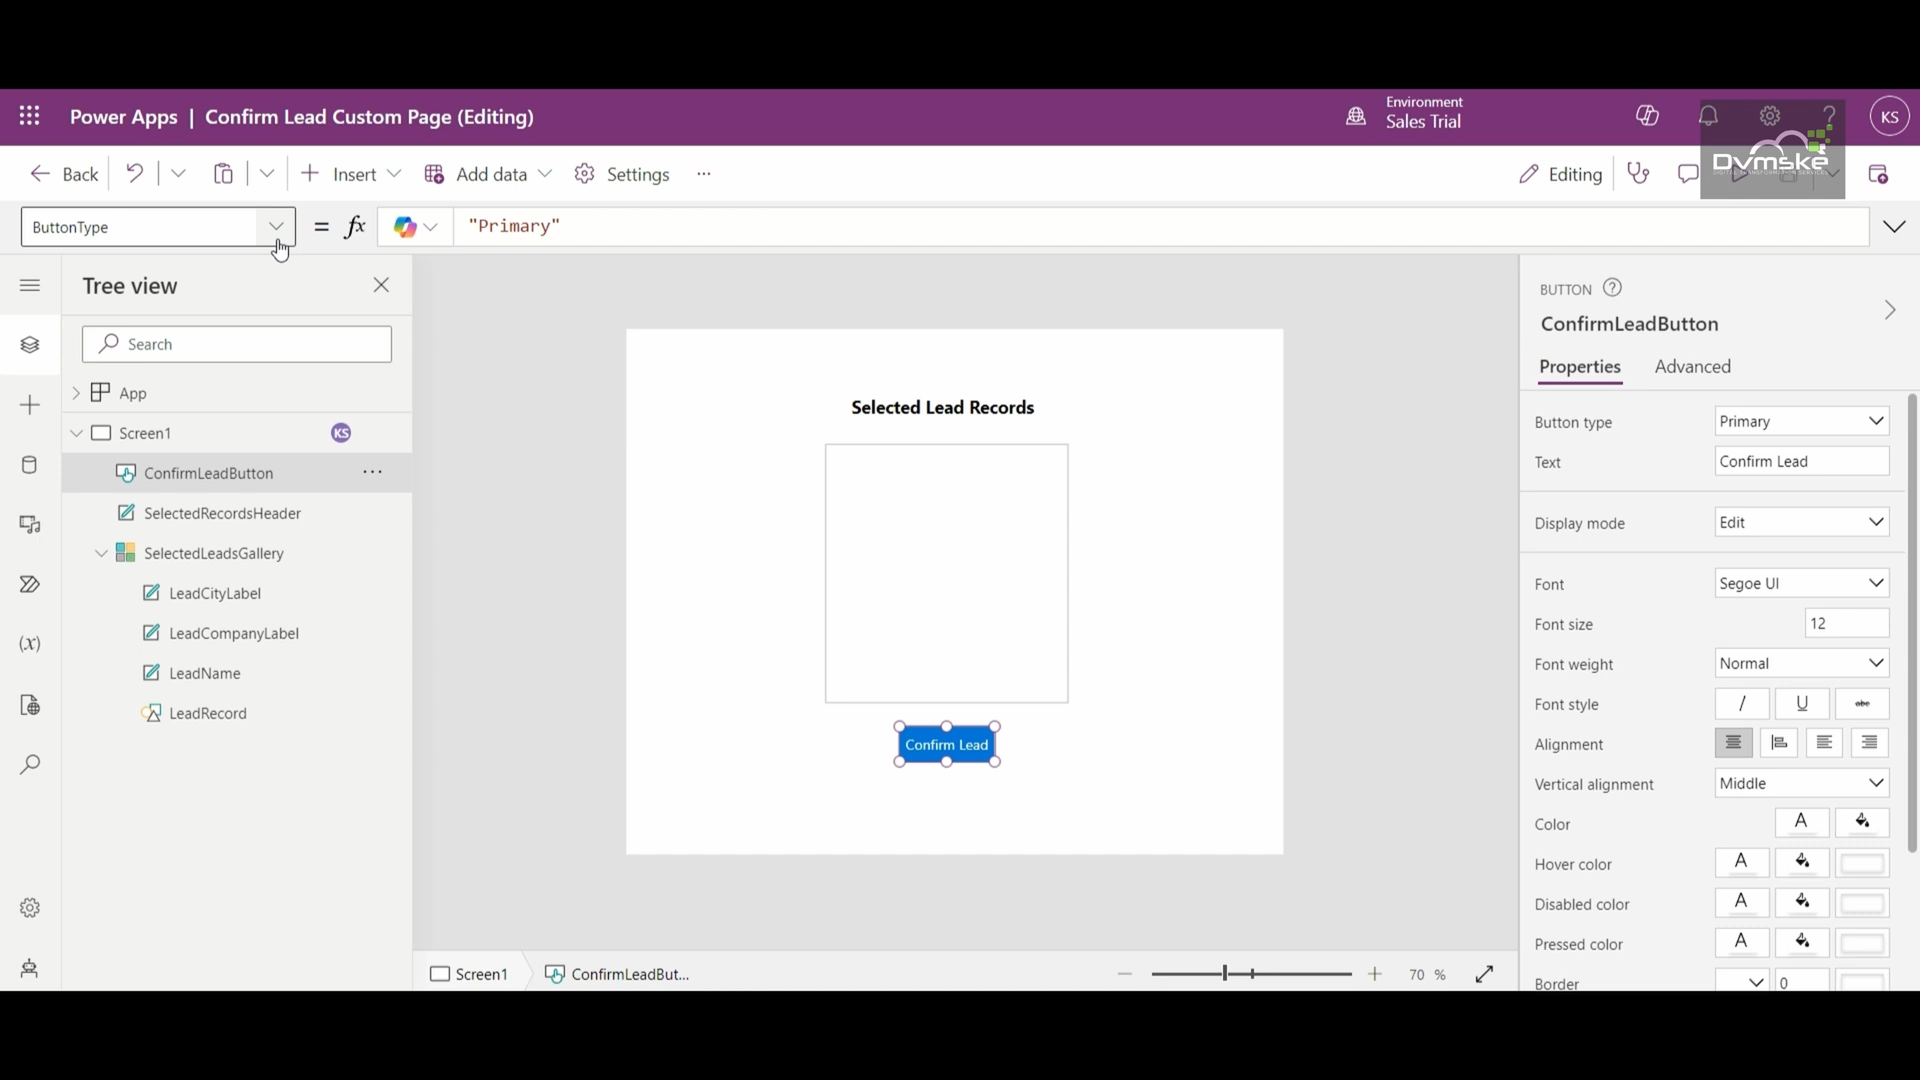 Power Apps | Confirm Lead Custom Page (Editing)
Environment
Sales Trial
KS
Back
Insert
Add data
Settings
...
Editing
Dvmske
ButtonType
= fx
"Primary"
Tree view
Search
App
Screen1
KS
ConfirmLeadButton
...
SelectedRecordsHeader
SelectedLeadsGallery
LeadCityLabel
LeadCompanyLabel
LeadName
LeadRecord
(x)
Selected Lead Records
Confirm Lead
Screen1
ConfirmLeadBut...
70 %
BUTTON
ConfirmLeadButton
Properties
Advanced
Button type
Primary
Text
Confirm Lead
Display mode
Edit
Font
Segoe UI
Font size
12
Font weight
Normal
Font style
/ U abc
Alignment
Vertical alignment
Middle
Color
A
Hover color
A
Disabled color
A
Pressed color
A
Border
0